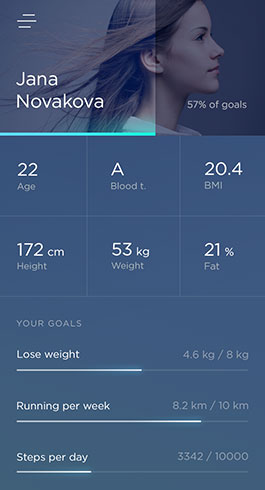 Jana
Novakova
57% of goals
22
Age
A
Blood t.
20.4
BMI
172 cm
Height
53 kg
Weight
21 %
Fat
YOUR GOALS
Lose weight
4.6 kg / 8 kg
Running per week
8.2 km / 10 km
Steps per day
3342 / 10000